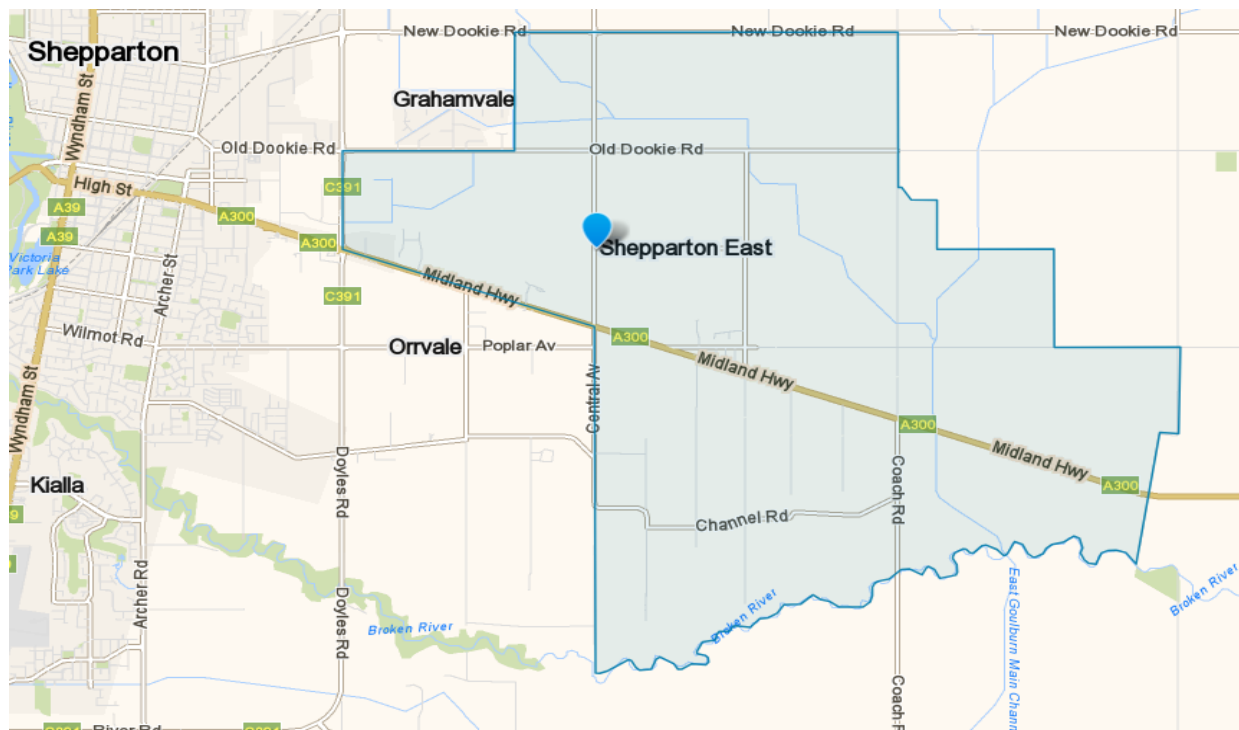 New Dookie Rd
New Dookie Rd
New Dookie Rd
Shepparton
Wyndham St
Grahamvale
Old Dookie Rd
Old Dookie Rd
High St
C391
A39
A300
A39
A300
Shepparton East
Victoria
Park Lake
Archer St
C391
Midland Hwy
Wilmot Rd
Orrvale
Poplar Av
A300
Midland Hwy
Wyndham St
Central Av
A300
Midland Hwy
Kialla
Doyles Rd
Coach Rd
A300
Channel Rd
Archer Rd
Doyles Rd
Broken River
Broken River
Broken River
East Goulburn Main Chann
Coach R
River Rd